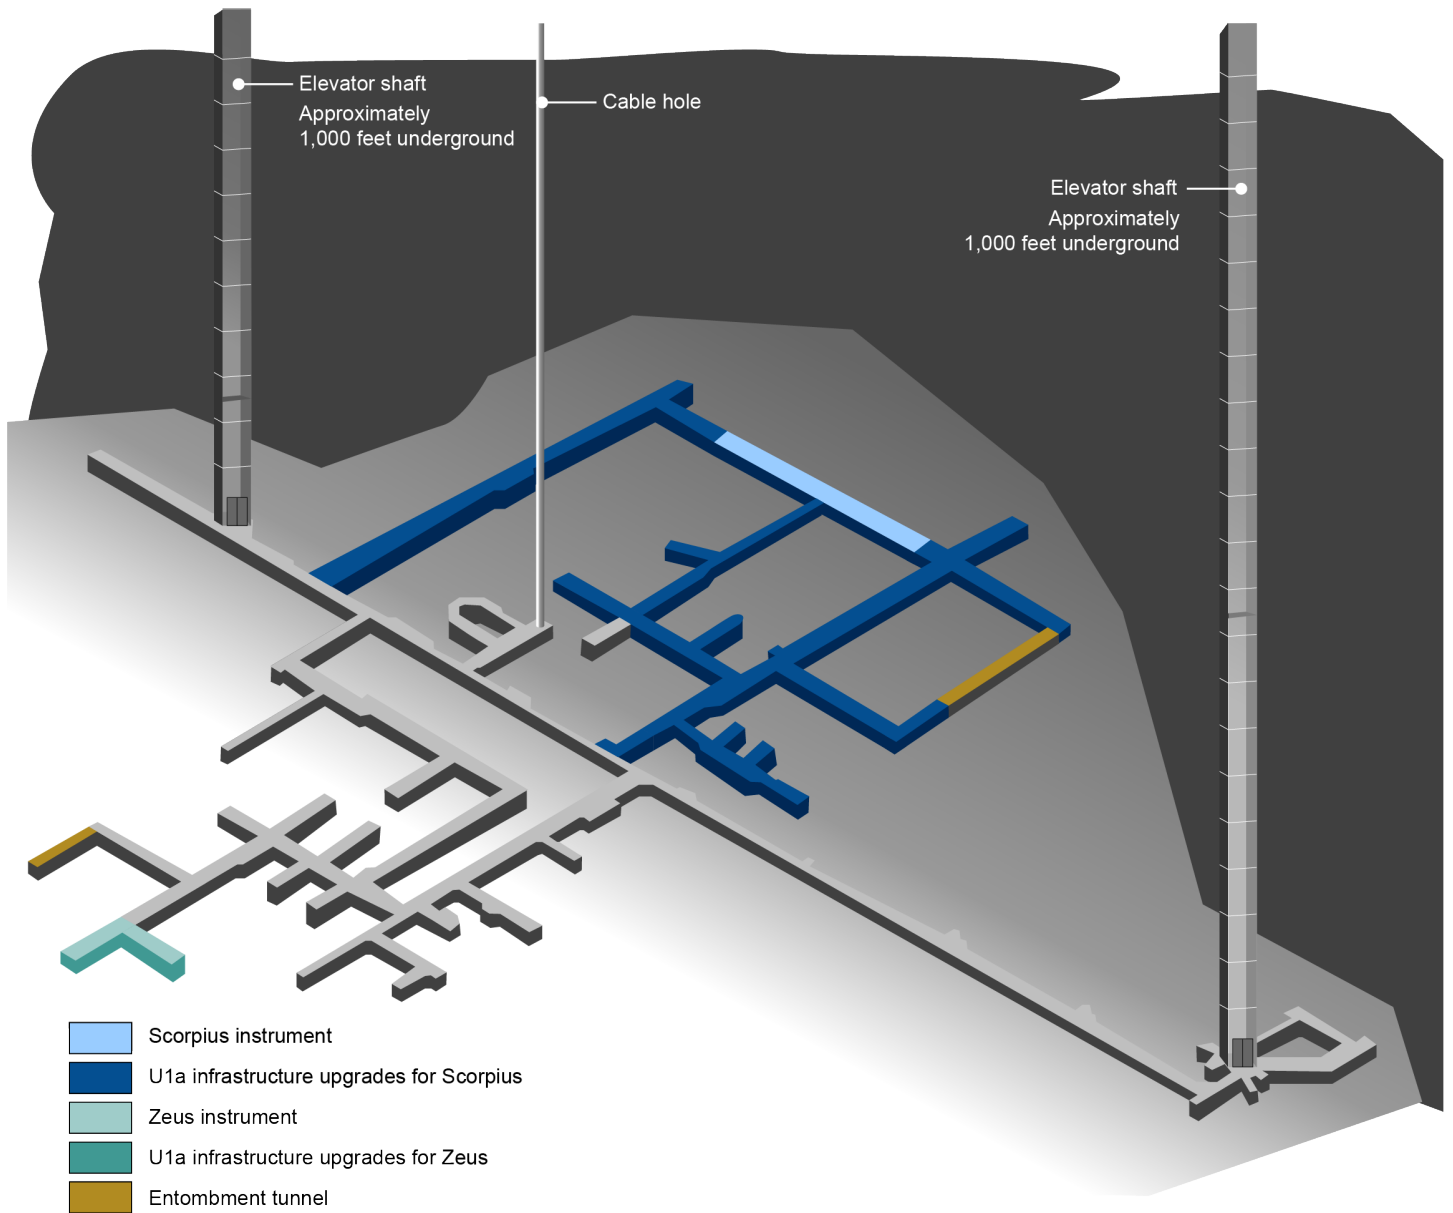 Elevator shaft
Approximately
1,000 feet underground
Cable hole
Elevator shaft
Approximately
1,000 feet underground
Scorpius instrument
U1a infrastructure upgrades for Scorpius
Zeus instrument
U1a infrastructure upgrades for Zeus
Entombment tunnel